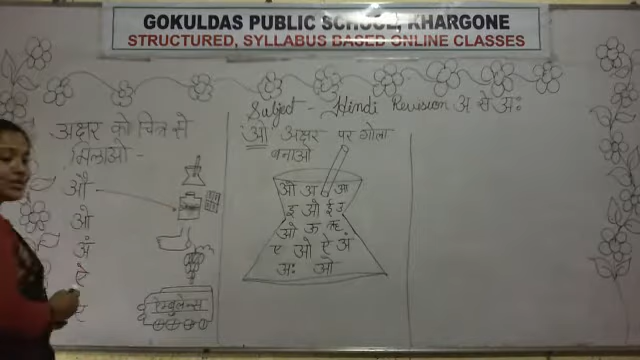 GOKULDAS PUBLIC SCHOOL, KHARGONE
STRUCTURED, SYLLABUS BASED ONLINE CLASSES
Subject - Hindi Revision अ से अः
अक्षर को चित्र से
मिलाओ -
औ
ओ
अं
ऐ
ए
एम्बुलेन्स
ओ अक्षर पर गोला
बनाओ
ओ अ आ
इ ओ ई उ
ओ ऊ ऋ
ए ओ ऐ अं
अः ओ